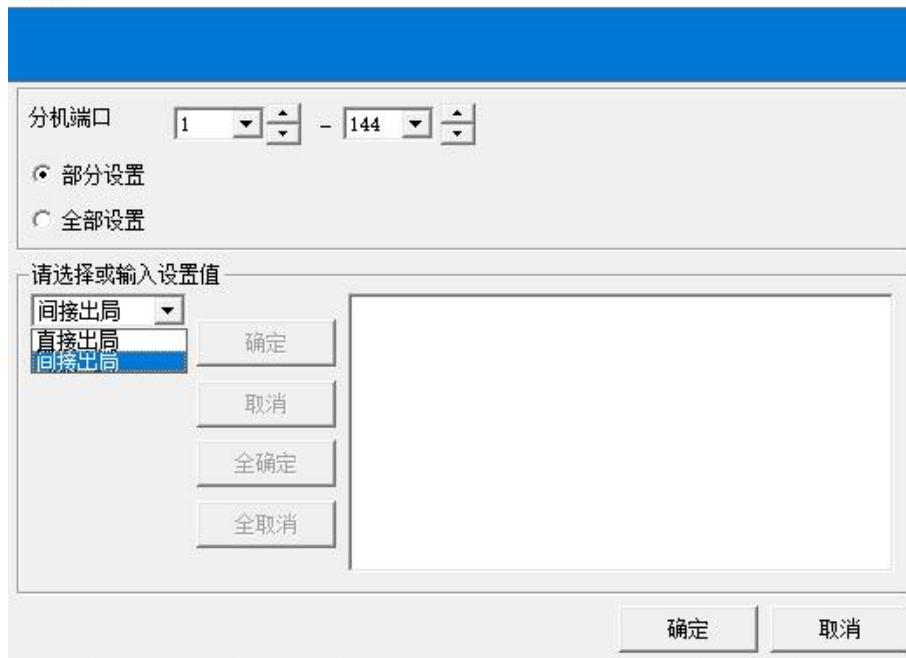 分机端口 1 - 144
部分设置
全部设置
请选择或输入设置值
间接出局
直接出局
间接出局
确定
取消
全确定
全取消
确定 取消